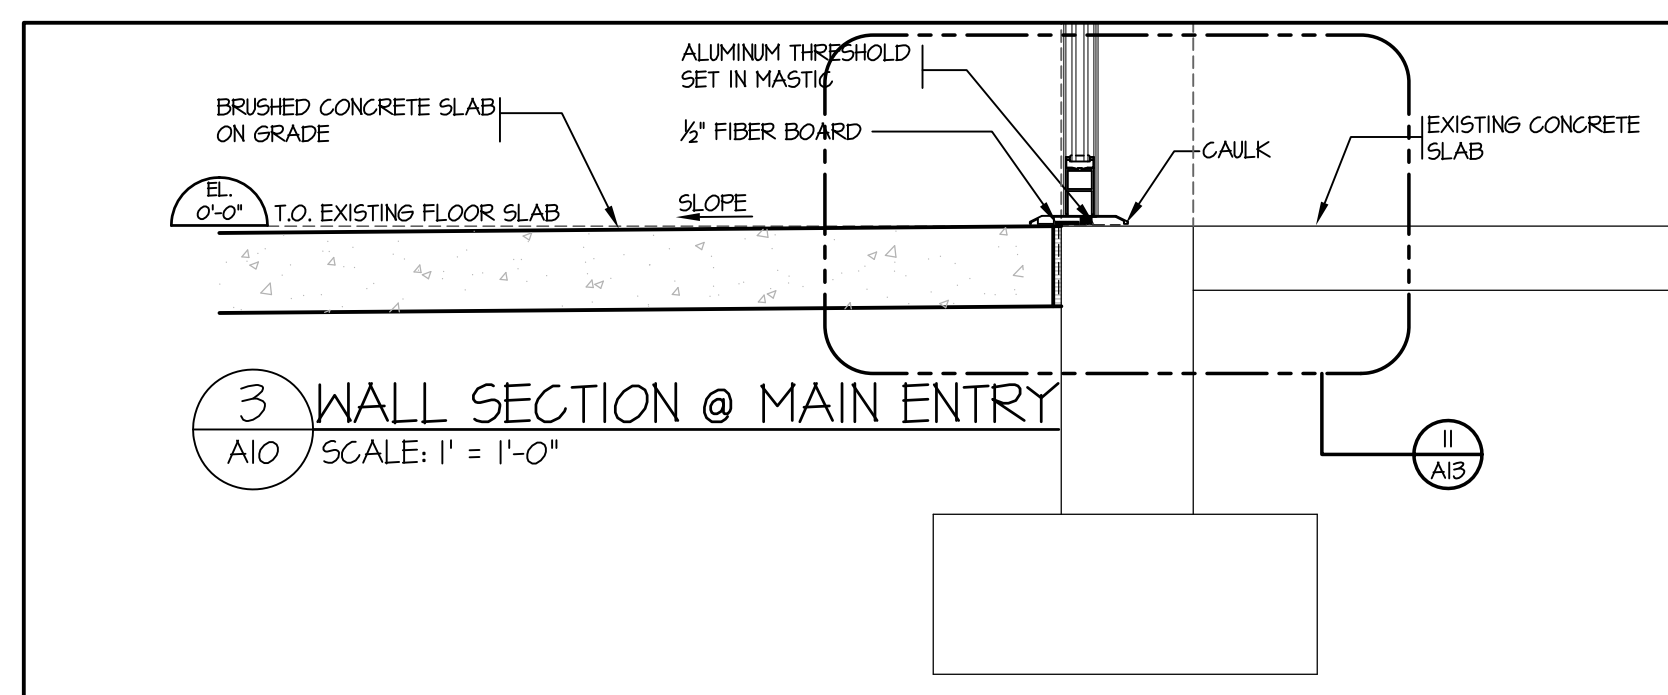 ALUMINUM THRESHOLD
SET IN MASTIC
BRUSHED CONCRETE SLAB
ON GRADE
½" FIBER BOARD
EXISTING CONCRETE
SLAB
CAULK
EL.
0'-0"
T.O. EXISTING FLOOR SLAB
SLOPE
3
WALL SECTION @ MAIN ENTRY
A10
SCALE: 1' = 1'-0"
11
A13